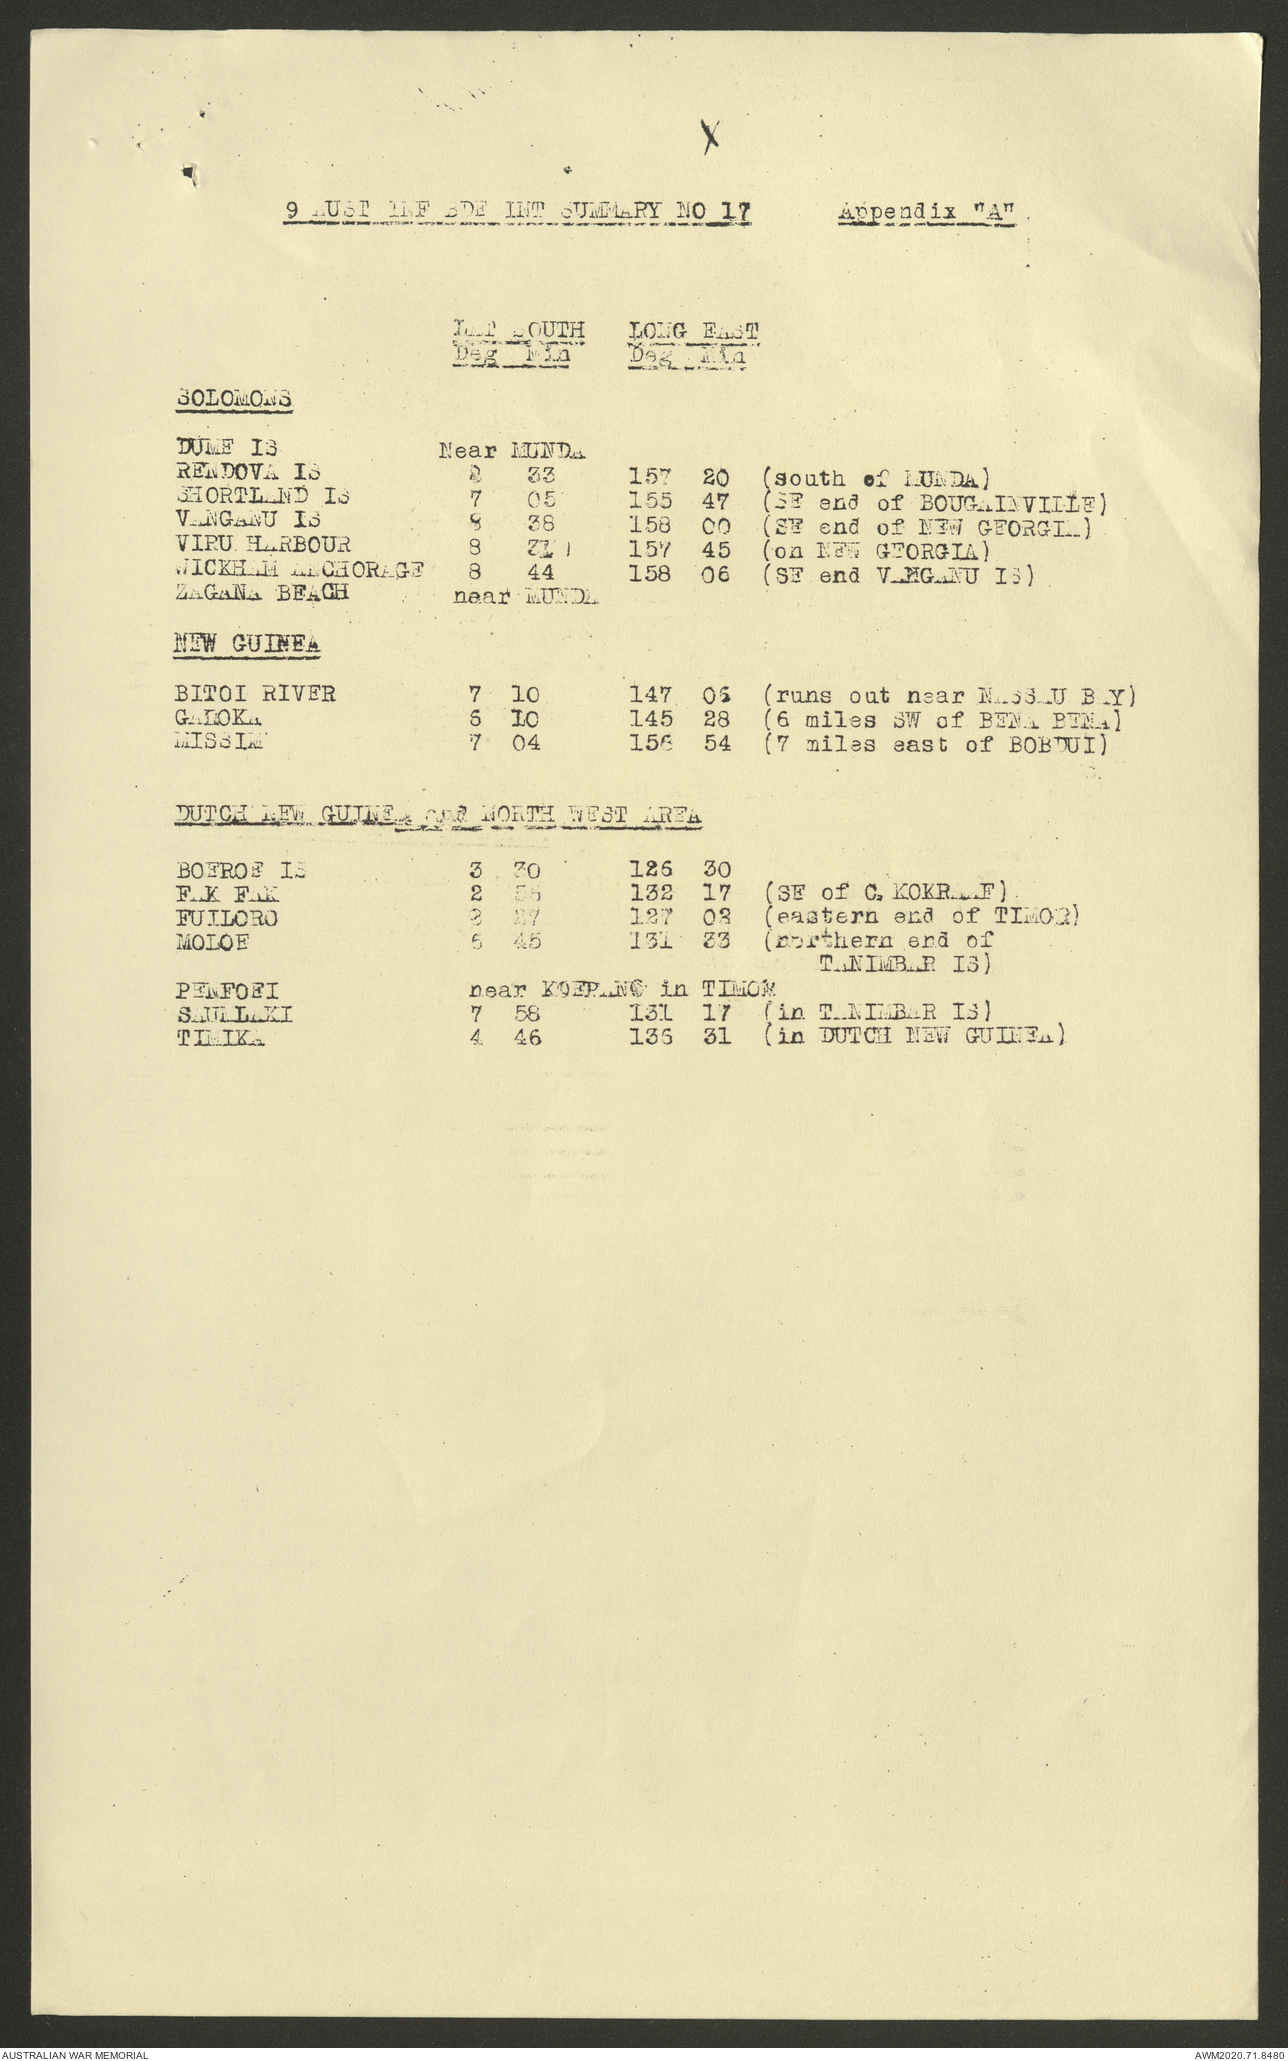 X
9 AUST INF BDE INT SUMMARY NO 17 Appendix "A"
LAT SOUTH LONG EAST
Deg Min Deg Min
SOLOMONS
DUME IS Near MUNDA
RENDOVA IS 8 33 157 20 (south of MUNDA)
SHORTLAND IS 7 05 155 47 (SE end of BOUGAINVILLE)
VANGANU IS 8 38 158 00 (SE end of NEW GEORGIA)
VIRU HARBOUR 8 31 157 45 (on NEW GEORGIA)
WICKHAM ANCHORAGE 8 44 158 06 (SE end VANGANU IS)
ZAGANA BEACH near MUNDA
NEW GUINEA
BITOI RIVER 7 10 147 06 (runs out near NASSAU BAY)
GAROKA 6 10 145 28 (6 miles SW of BENA BENA)
MISSIM 7 04 156 54 (7 miles east of BOBDUI)
DUTCH NEW GUINEA and NORTH WEST AREA
BOEROE IS 3 30 126 30
FAK FAK 2 56 132 17 (SE of C. KOKRAAF)
FUILORO 8 27 127 08 (eastern end of TIMOR)
MOLOE 6 45 131 33 (northern end of
TANIMBAR IS)
PENFOEI near KOEPANG in TIMOR
SAULLAKI 7 58 131 17 (in TANIMBAR IS)
TIMIKA 4 46 136 31 (in DUTCH NEW GUINEA)
AUSTRALIAN WAR MEMORIAL AWM2020.71.8480